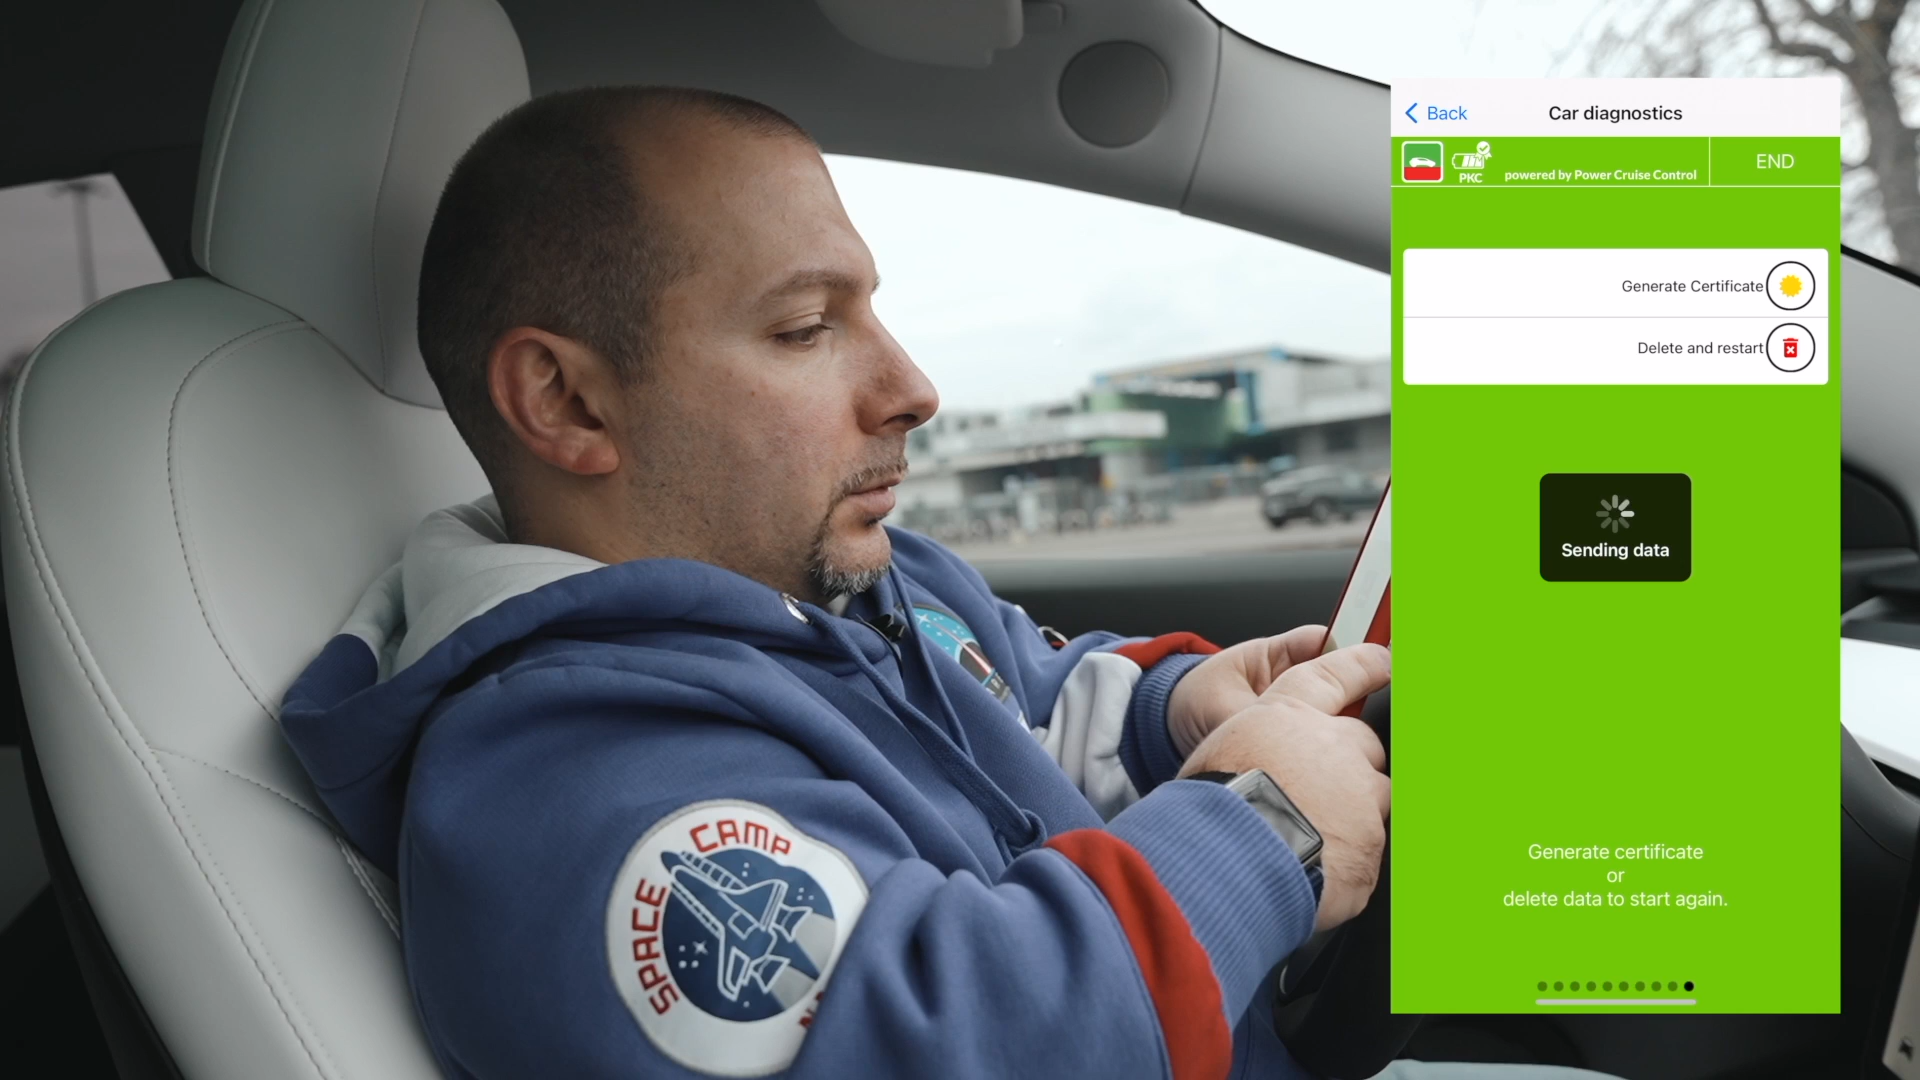 Back
Car diagnostics
PKC
powered by Power Cruise Control
END
Generate Certificate
Delete and restart
Sending data
Generate certificate
or
delete data to start again.
SPACE CAMP